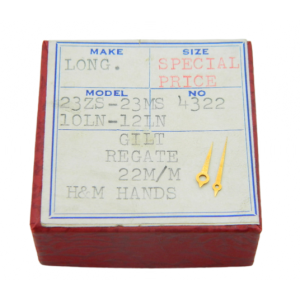 MAKE SIZE
LONG. SPECIAL
PRICE
MODEL NO
23ZS-23MS 4322
10LN-12LN
GILT
REGATE
22M/M
H&M HANDS